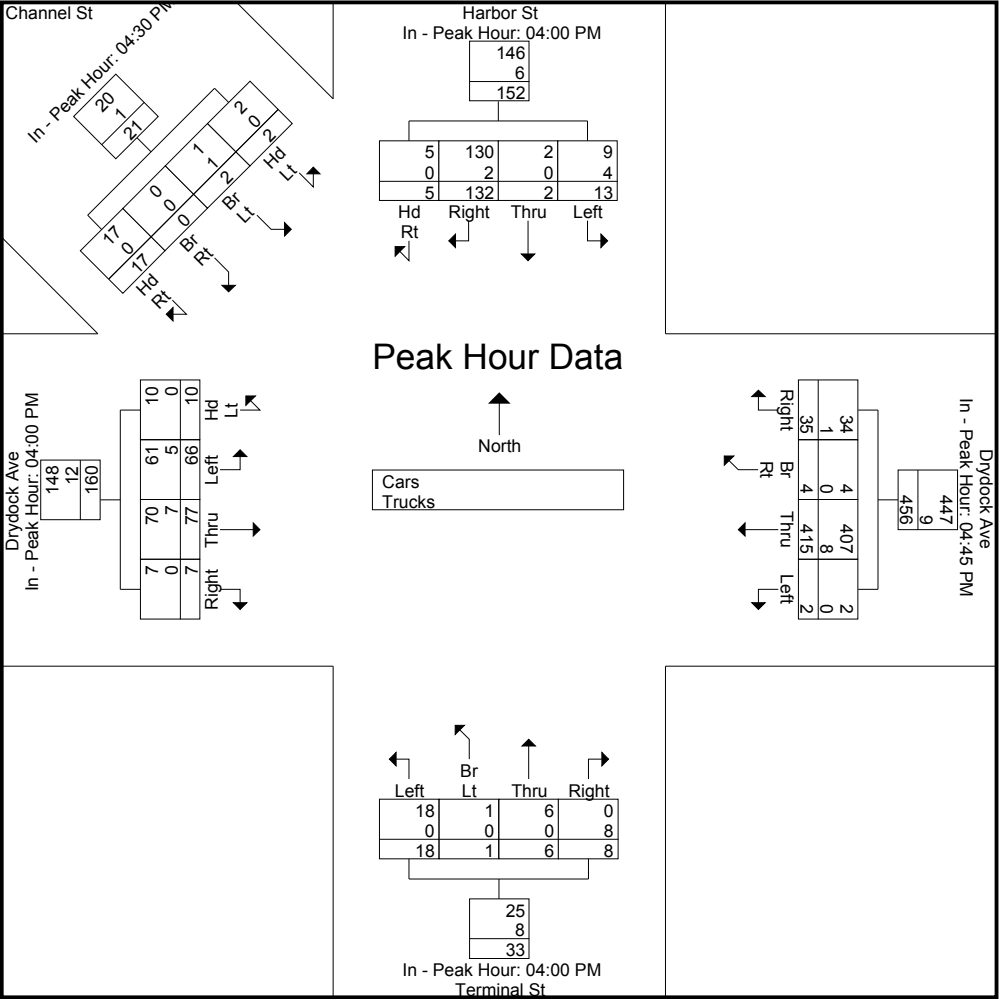 Channel St
In - Peak Hour: 04:30 PM
20
1
21
2
0
2
1
1
2
0
0
0
17
0
17
Hd
Lt
Br
Lt
Br
Rt
Hd
Rt
Harbor St
In - Peak Hour: 04:00 PM
146
6
152
5 130 2 9
0 2 0 4
5 132 2 13
Hd Right Thru Left
Rt
Peak Hour Data
North
Cars
Trucks
Drydock Ave
In - Peak Hour: 04:00 PM
148
12
160
10 61 70 7
0 5 7 0
10 66 77 7
Hd Left Thru Right
Lt
Drydock Ave
In - Peak Hour: 04:45 PM
447
9
456
34 4 407 2
1 0 8 0
35 4 415 2
Right Br Thru Left
Rt
Br
Left Lt Thru Right
18 1 6 0
0 0 0 8
18 1 6 8
25
8
33
In - Peak Hour: 04:00 PM
Terminal St